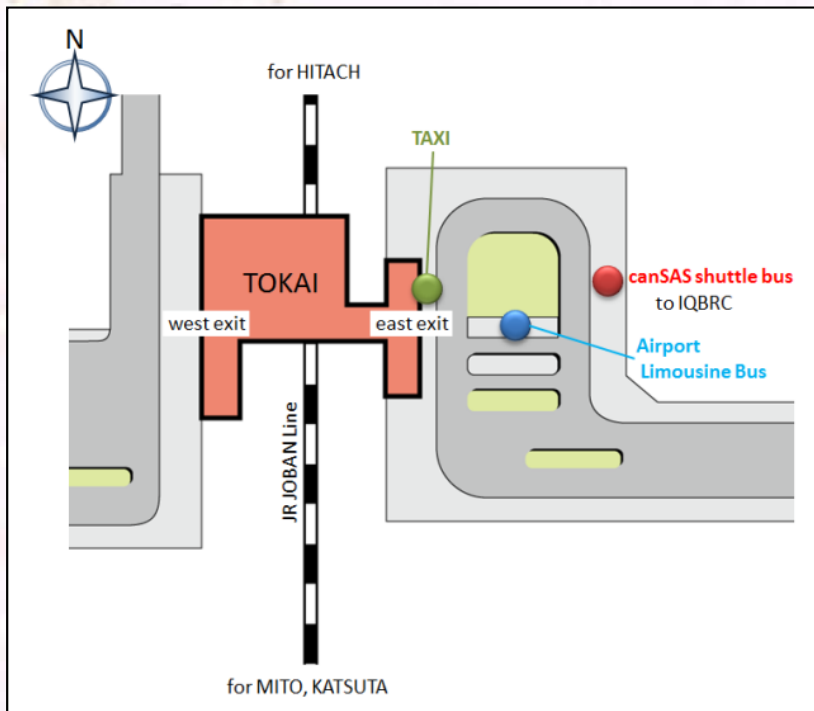 N
for HITACH
TAXI
TOKAI
canSAS shuttle bus
to IQBRC
west exit
east exit
Airport
Limousine Bus
JR JOBAN Line
for MITO, KATSUTA